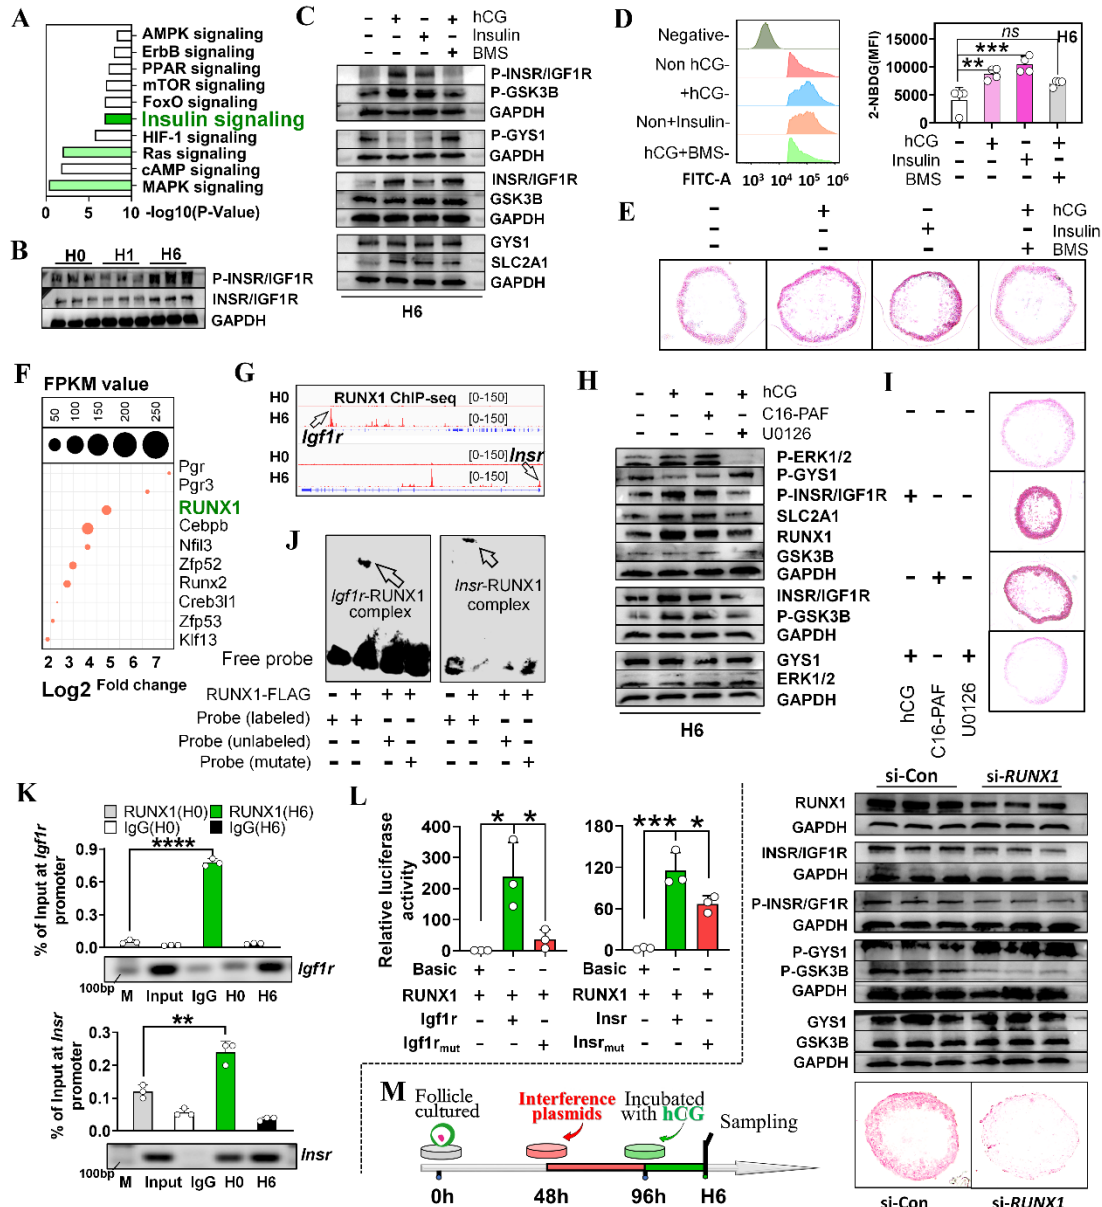 A
AMPK signaling
ErbB signaling
PPAR signaling
mTOR signaling
FoxO signaling
Insulin signaling
HIF-1 signaling
Ras signaling
cAMP signaling
MAPK signaling
0 5 10 -log10(P-Value)
B
H0 H1 H6
P-INSR/IGF1R
INSR/IGF1R
GAPDH
C
- + - + hCG
- - + - Insulin
- - - + BMS
P-INSR/IGF1R
P-GSK3B
GAPDH
P-GYS1
GAPDH
INSR/IGF1R
GSK3B
GAPDH
GYS1
SLC2A1
GAPDH
H6
D
Negative-
Non hCG-
+hCG-
Non+Insulin-
hCG+BMS-
FITC-A 10³ 10⁴ 10⁵ 10⁶
2-NBDG(MFI)
15000
10000
5000
0
ns
***
**
H6
hCG - + - +
Insulin - - + -
BMS - - - +
E
- + - + hCG
- - + - Insulin
- - - + BMS
F
FPKM value
50 100 150 200 250
Pgr
Pgr3
RUNX1
Cebpb
Nfil3
Zfp52
Runx2
Creb3l1
Zfp53
Klf13
2 3 4 5 6 7
Log2 Fold change
G
H0 RUNX1 ChIP-seq [0-150]
H6 [0-150]
Igf1r
H0 [0-150]
Insr
H6 [0-150]
H
- + - + hCG
- - + - C16-PAF
- - - + U0126
P-ERK1/2
P-GYS1
P-INSR/IGF1R
SLC2A1
RUNX1
GSK3B
GAPDH
INSR/IGF1R
P-GSK3B
GAPDH
GYS1
ERK1/2
GAPDH
H6
I
- - -
+ - -
- + -
+ - +
hCG
C16-PAF
U0126
J
Igf1r-RUNX1
complex
Insr-RUNX1
complex
Free probe
RUNX1-FLAG - + + + - + + +
Probe (labeled) + + - - + + - -
Probe (unlabeled) - - + - - - + -
Probe (mutate) - - - + - - - +
K
RUNX1(H0) RUNX1(H6)
IgG(H0) IgG(H6)
% of Input at Igf1r
promoter
0.9
0.6
0.3
0.0
****
Igf1r
100bp
M Input IgG H0 H6
% of Input at Insr
promoter
0.3
0.2
0.1
0.0
**
insr
100bp
M Input IgG H0 H6
L
Relative luciferase
activity
400
300
200
100
0
* *
Basic + - -
RUNX1 + + +
Igf1r - + -
Igf1rmut - - +
180
120
60
0
*** *
Basic + - -
RUNX1 + + +
Insr - + -
Insrmut - - +
M
Follicle
cultured
Interference
plasmids
Incubated
with hCG
Sampling
0h 48h 96h H6
si-Con si-RUNX1
RUNX1
GAPDH
INSR/IGF1R
GAPDH
P-INSR/GF1R
GAPDH
P-GYS1
P-GSK3B
GAPDH
GYS1
GSK3B
GAPDH
si-Con si-RUNX1